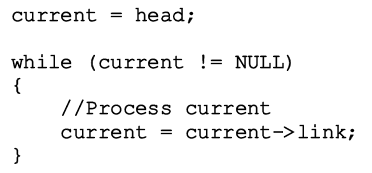 current = head;
while (current != NULL)
{
    //Process current
    current = current->link;
}